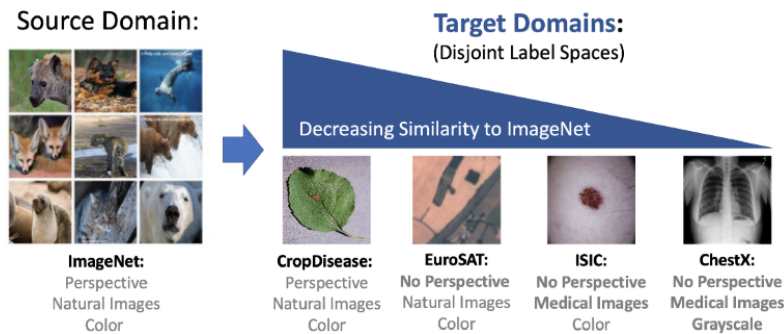 Source Domain:
Target Domains:
(Disjoint Label Spaces)
Decreasing Similarity to ImageNet
ImageNet:
Perspective
Natural Images
Color
CropDisease:
Perspective
Natural Images
Color
EuroSAT:
No Perspective
Natural Images
Color
ISIC:
No Perspective
Medical Images
Color
ChestX:
No Perspective
Medical Images
Grayscale